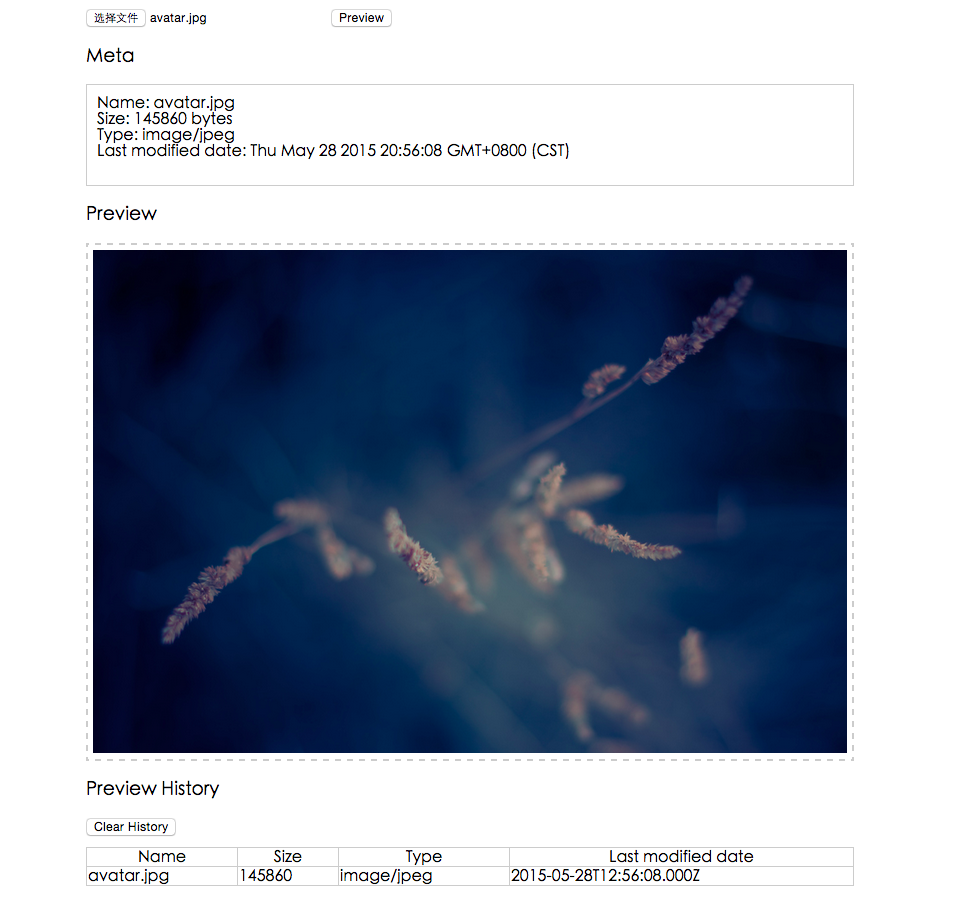 选择文件 avatar.jpg Preview
Meta
Name: avatar.jpg
Size: 145860 bytes
Type: image/jpeg
Last modified date: Thu May 28 2015 20:56:08 GMT+0800 (CST)
Preview
Preview History
Clear History
Name Size Type Last modified date
avatar.jpg 145860 image/jpeg 2015-05-28T12:56:08.000Z